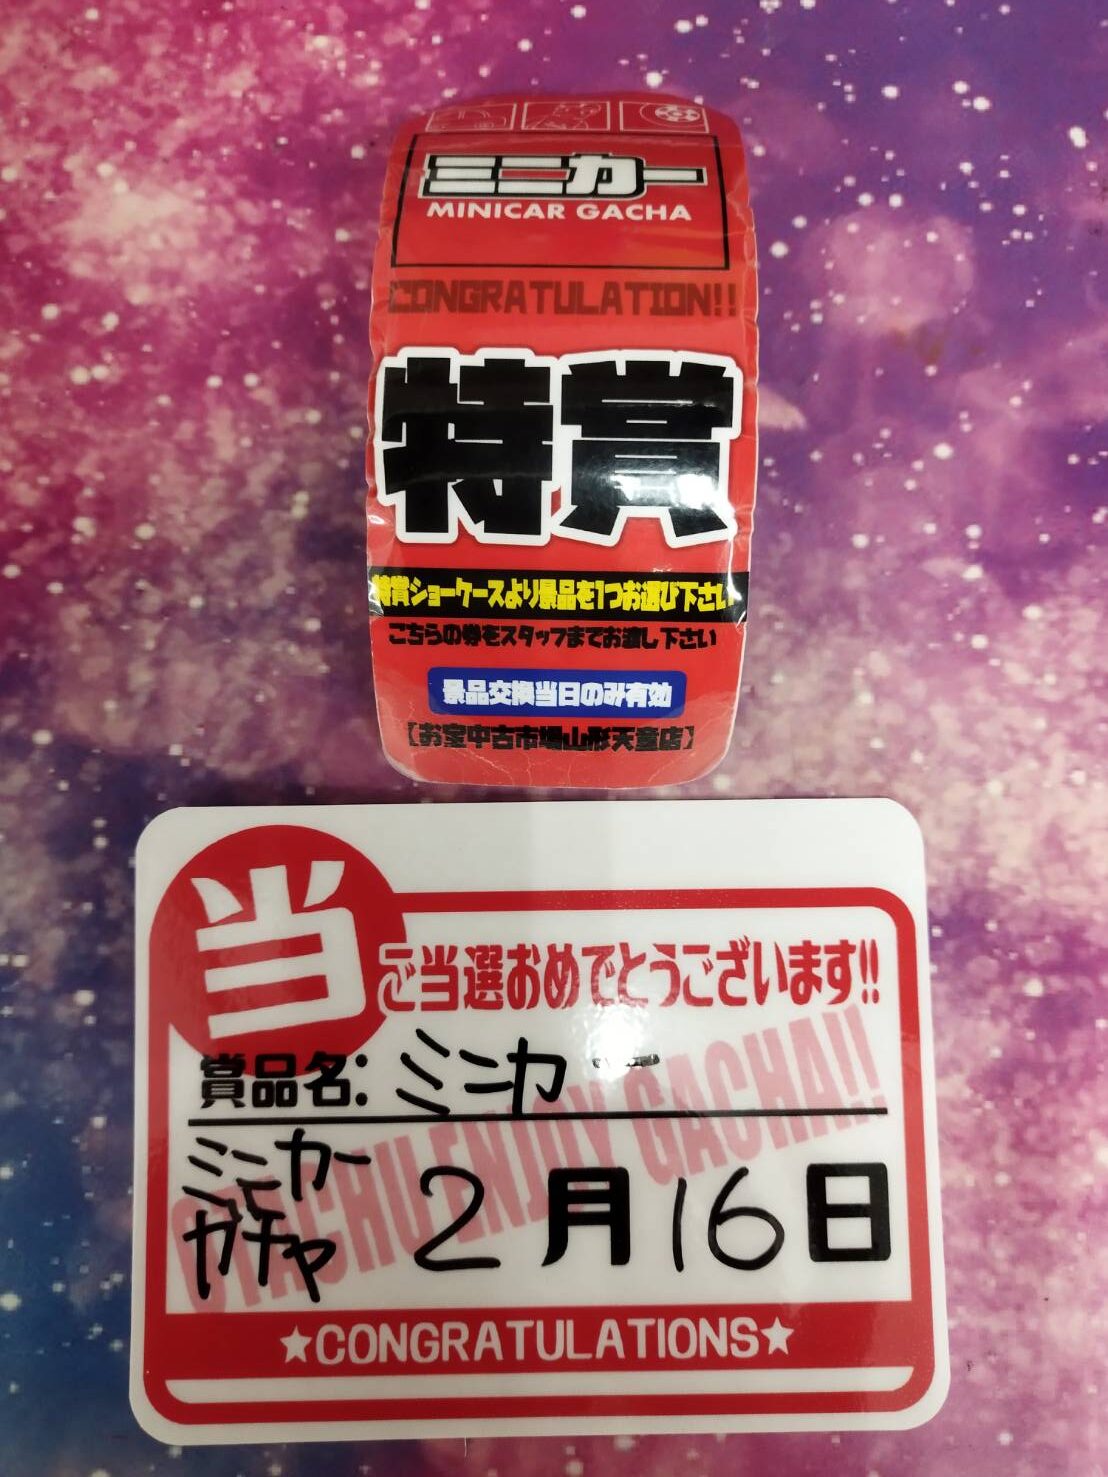 ミニカー
MINICAR GACHA
CONGRATULATION!!
特賞
特賞ショーケースより景品を1つお選び下さい
こちらの券をスタッフまでお渡し下さい
景品交換当日のみ有効
【お宝中古市場山形天童店】
当
ご当選おめでとうございます!!
賞品名:ミニカー
ミニカー
ガチャ
2月16日
OTACHU ENJOY GACHA!!
★CONGRATULATIONS★